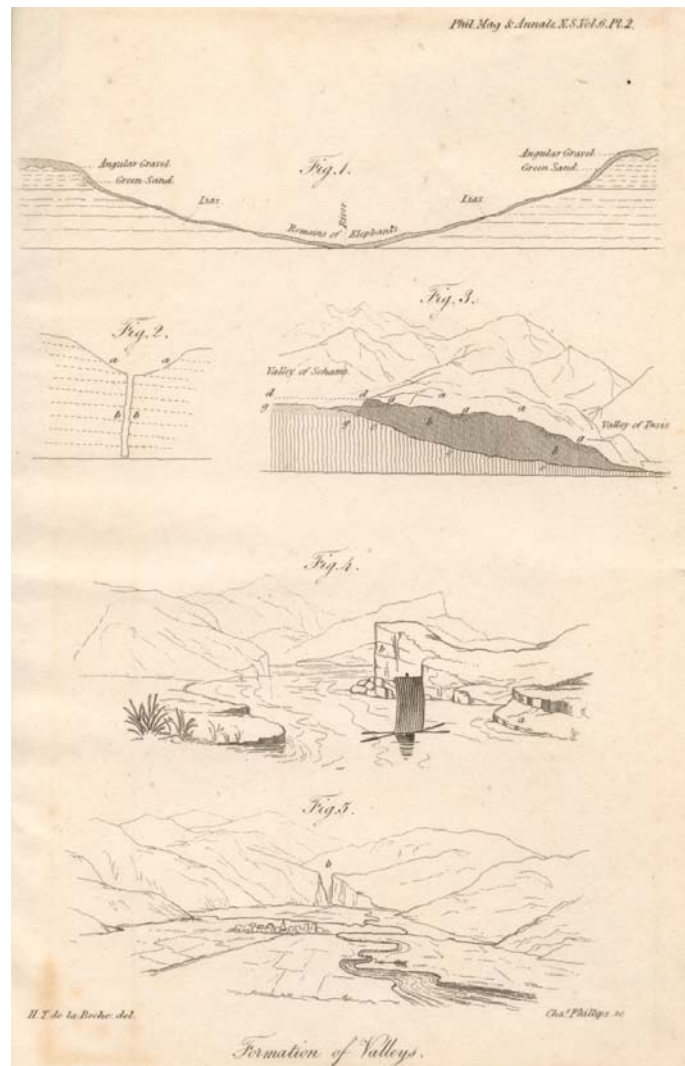 Phil. Mag & Annals. N.S. Vol. 6. Pl. 2.
Fig. 1.
Angular Gravel.
Green Sand.
Lias.
River
Remains of Elephants
Lias.
Angular Gravel.
Green Sand.
Fig. 2.
a a
b b
Fig. 3.
Valley of Schams
d d a a
g g a
g c b
Valley of Tusis
a
c b
c
Fig. 4.
b
a
Fig. 5.
b
H. T. de la Beche. del.
Chas. Phillips. sc
Formation of Valleys.